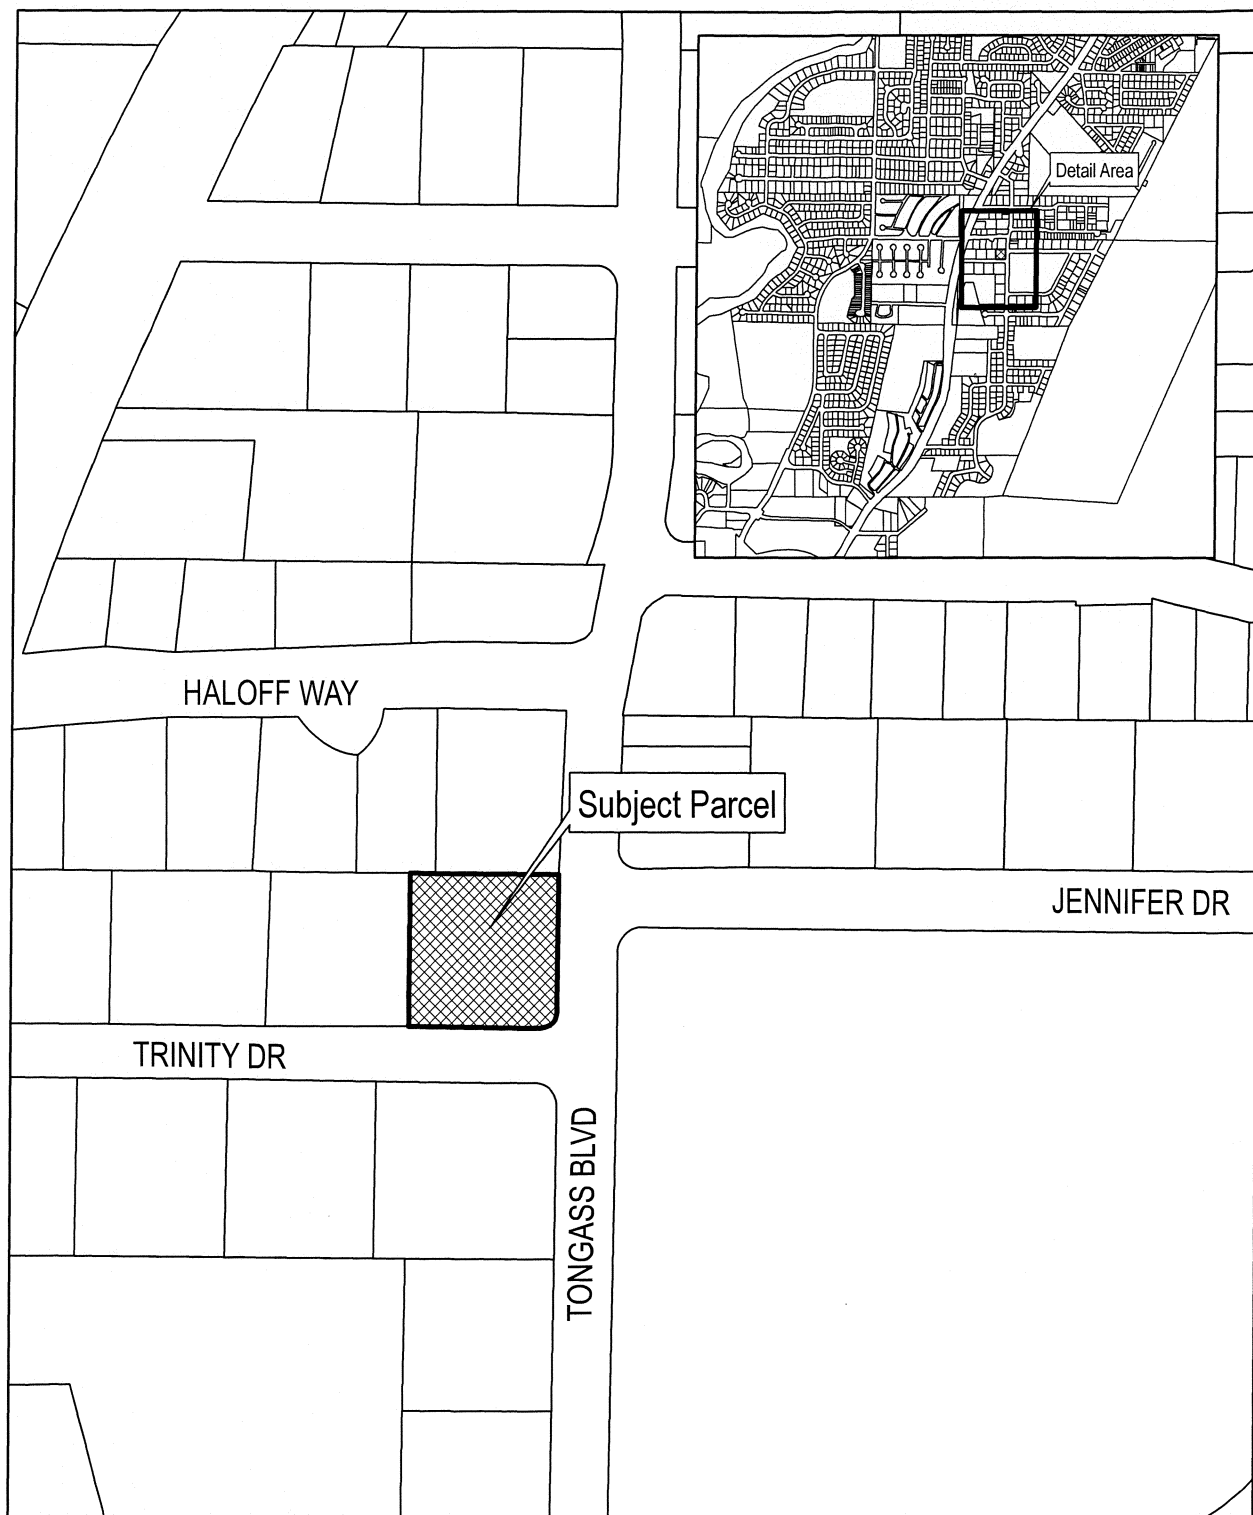 Detail Area
HALOFF WAY
Subject Parcel
JENNIFER DR
TRINITY DR
TONGASS BLVD